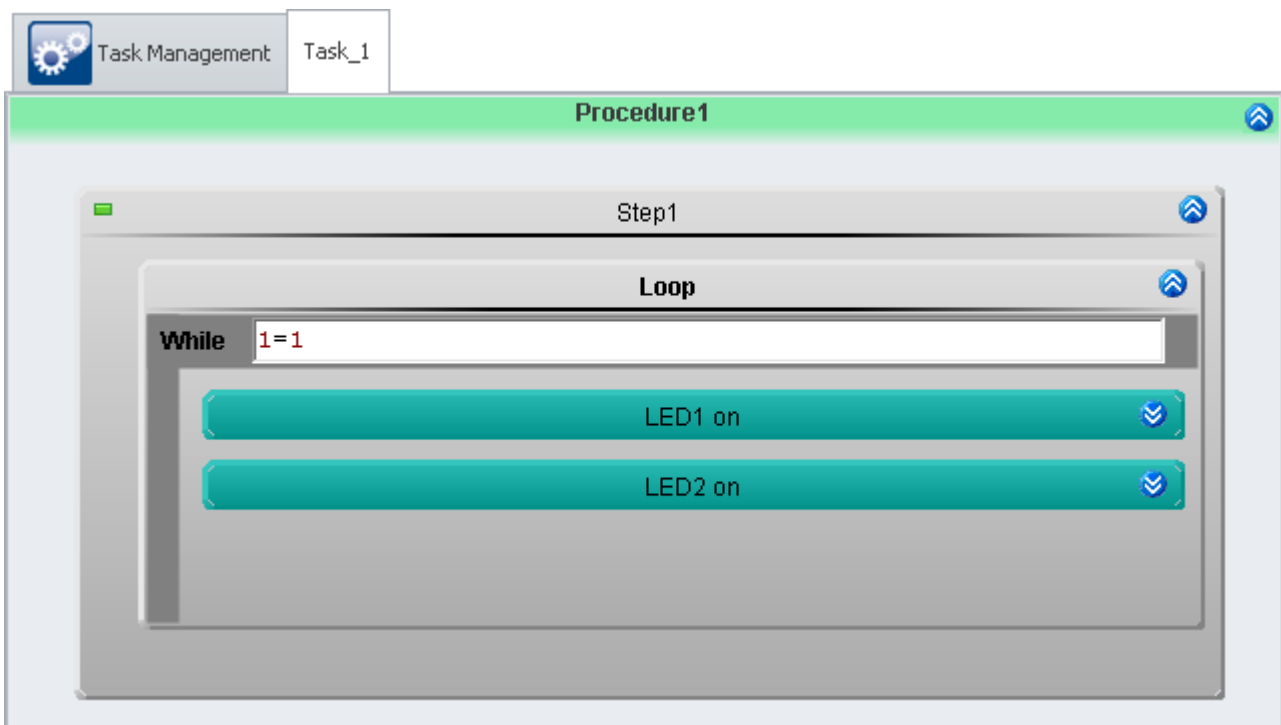 Task Management
Task_1
Procedure1
Step1
Loop
While 1=1
LED1 on
LED2 on